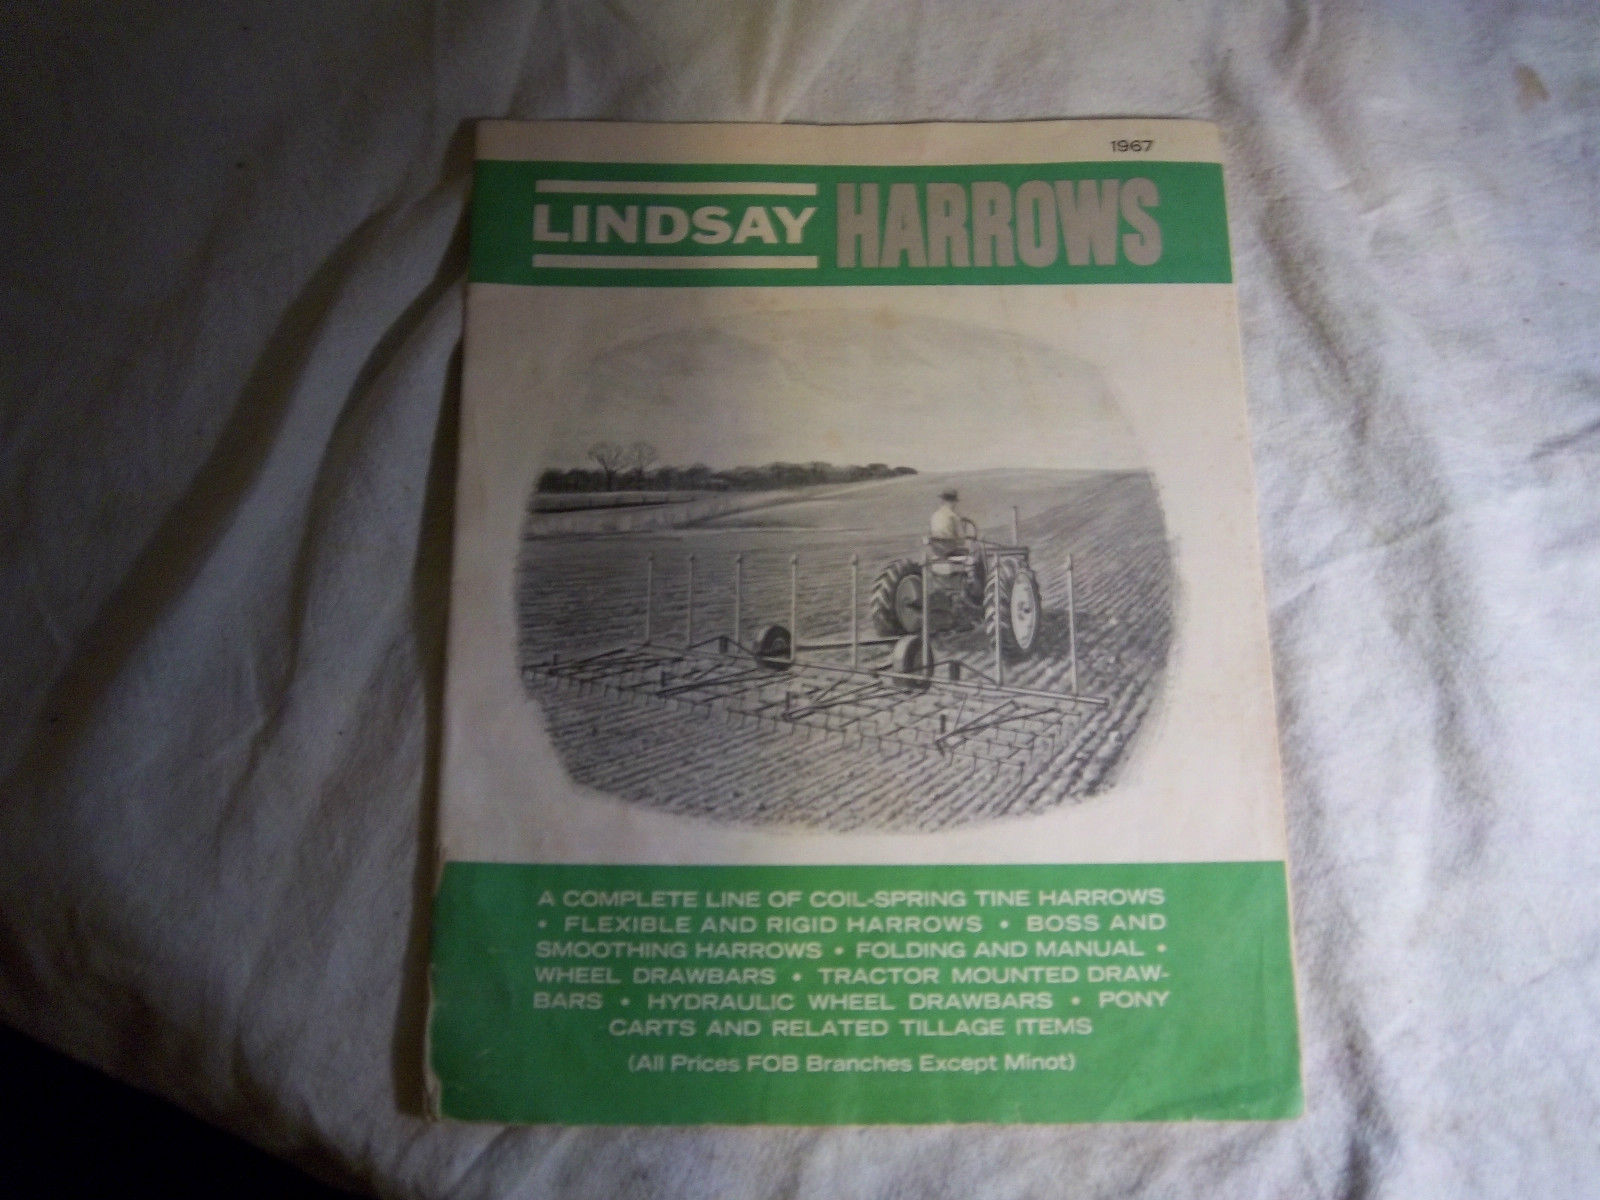 1967
LINDSAY HARROWS
A COMPLETE LINE OF COIL-SPRING TINE HARROWS
• FLEXIBLE AND RIGID HARROWS • BOSS AND
SMOOTHING HARROWS • FOLDING AND MANUAL •
WHEEL DRAWBARS • TRACTOR MOUNTED DRAW-
BARS • HYDRAULIC WHEEL DRAWBARS • PONY
CARTS AND RELATED TILLAGE ITEMS
(All Prices FOB Branches Except Minot)